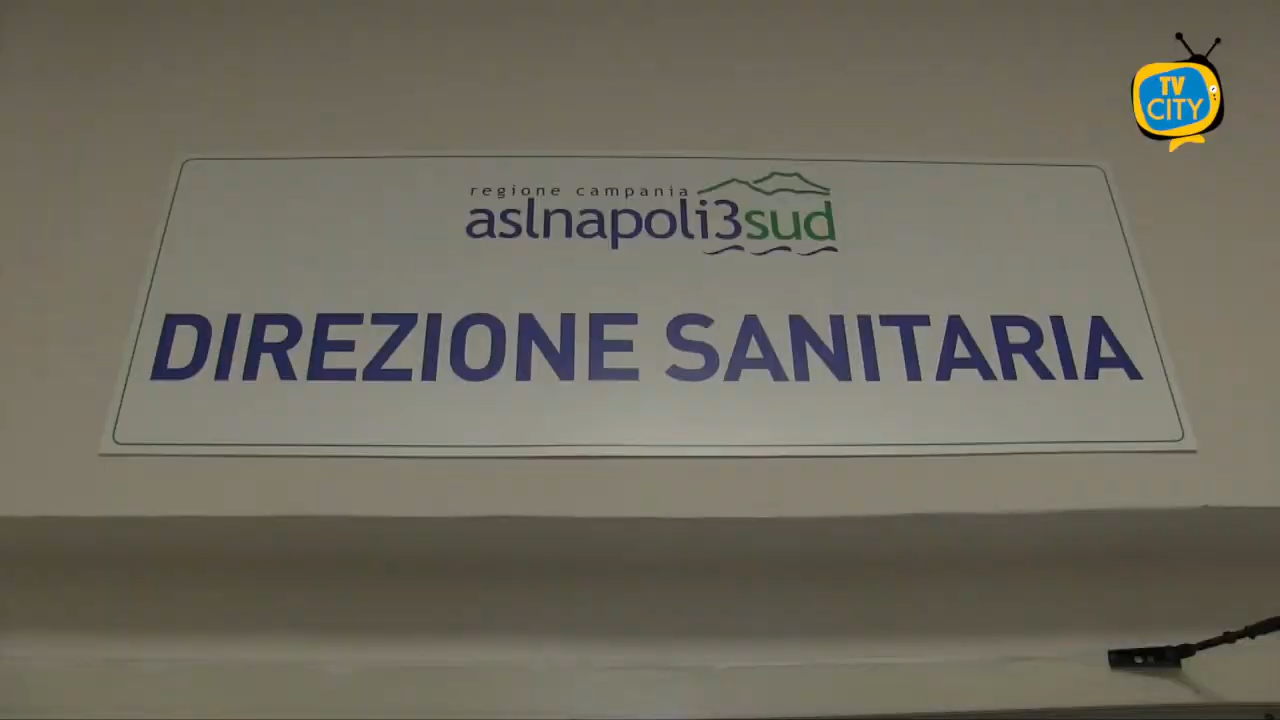 TV
CITY
regione campania
aslnapoli3sud
DIREZIONE SANITARIA